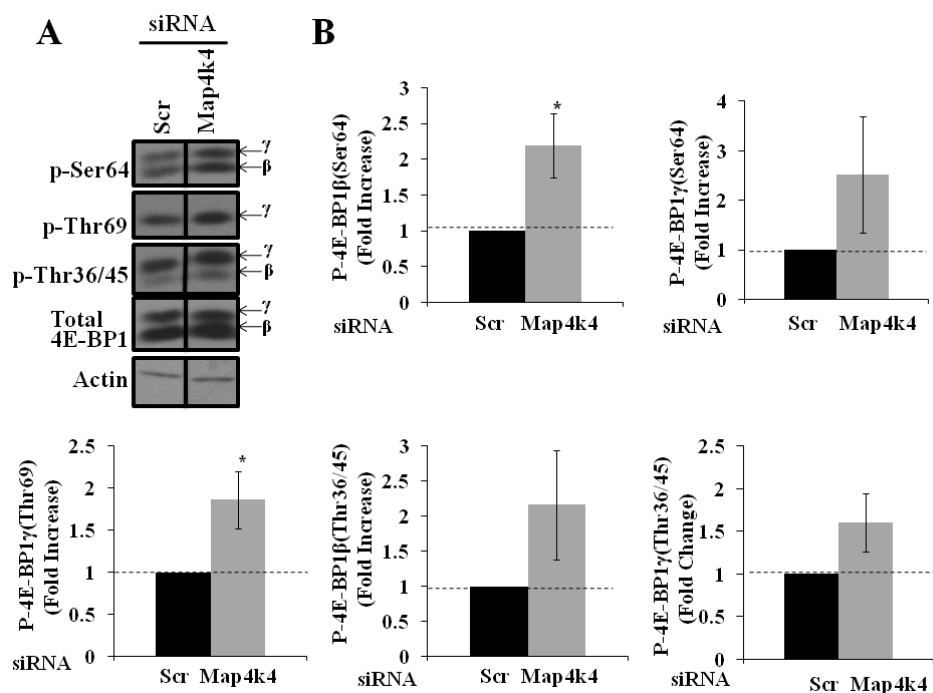 A
siRNA
Scr
Map4k4
p-Ser64
γ
β
p-Thr69
γ
p-Thr36/45
γ
β
Total
4E-BP1
γ
β
Actin
B
P-4E-BP1β(Ser64)
(Fold Increase)
3
2.5
2
1.5
1
0.5
0
*
siRNA
Scr Map4k4
P-4E-BP1γ(Ser64)
(Fold Increase)
4
3
2
1
0
siRNA
Scr Map4k4
P-4E-BP1γ(Thr69)
(Fold Increase)
2.5
2
1.5
1
0.5
0
*
siRNA
Scr Map4k4
P-4E-BP1β(Thr36/45)
(Fold Increase)
3
2.5
2
1.5
1
0.5
0
siRNA
Scr Map4k4
P-4E-BP1γ(Thr36/45)
(Fold Change)
2.5
2
1.5
1
0.5
0
siRNA
Scr Map4k4